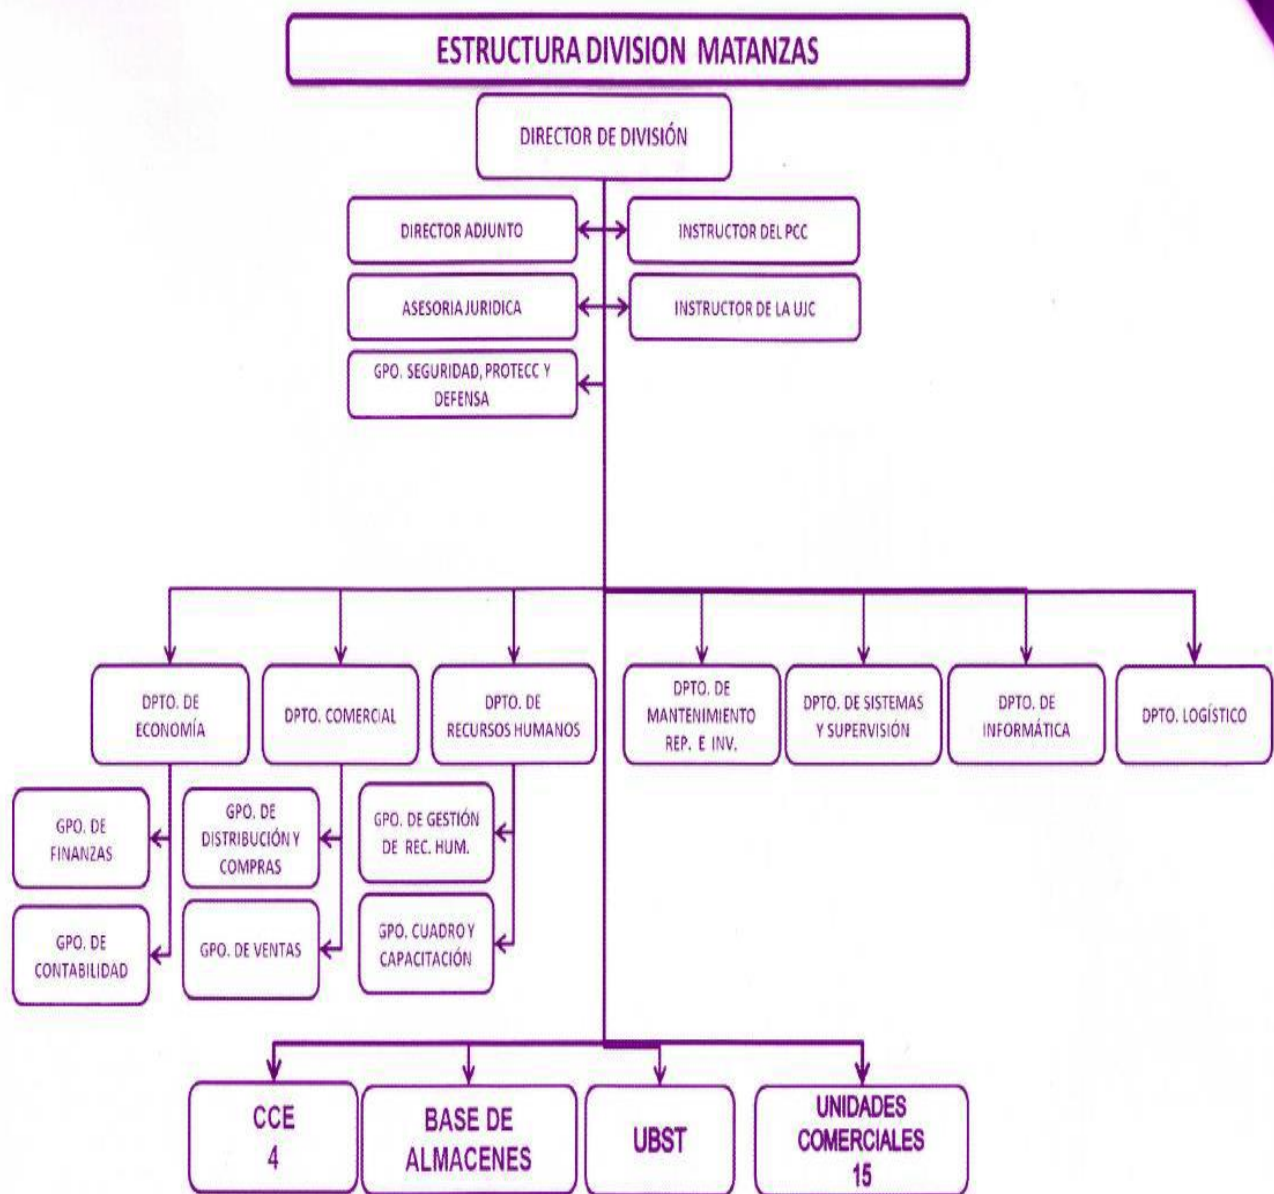 ESTRUCTURA DIVISION MATANZAS
DIRECTOR DE DIVISIÓN
DIRECTOR ADJUNTO
INSTRUCTOR DEL PCC
ASESORIA JURIDICA
INSTRUCTOR DE LA UJC
GPO. SEGURIDAD, PROTECC Y
DEFENSA
DPTO. DE
ECONOMÍA
DPTO. COMERCIAL
DPTO. DE
RECURSOS HUMANOS
DPTO. DE
MANTENIMIENTO
REP. E INV.
DPTO. DE SISTEMAS
Y SUPERVISIÓN
DPTO. DE
INFORMÁTICA
DPTO. LOGÍSTICO
GPO. DE
FINANZAS
GPO. DE
DISTRIBUCIÓN Y
COMPRAS
GPO. DE GESTIÓN
DE REC. HUM.
GPO. DE
CONTABILIDAD
GPO. DE VENTAS
GPO. CUADRO Y
CAPACITACIÓN
CCE
4
BASE DE
ALMACENES
UBST
UNIDADES
COMERCIALES
15